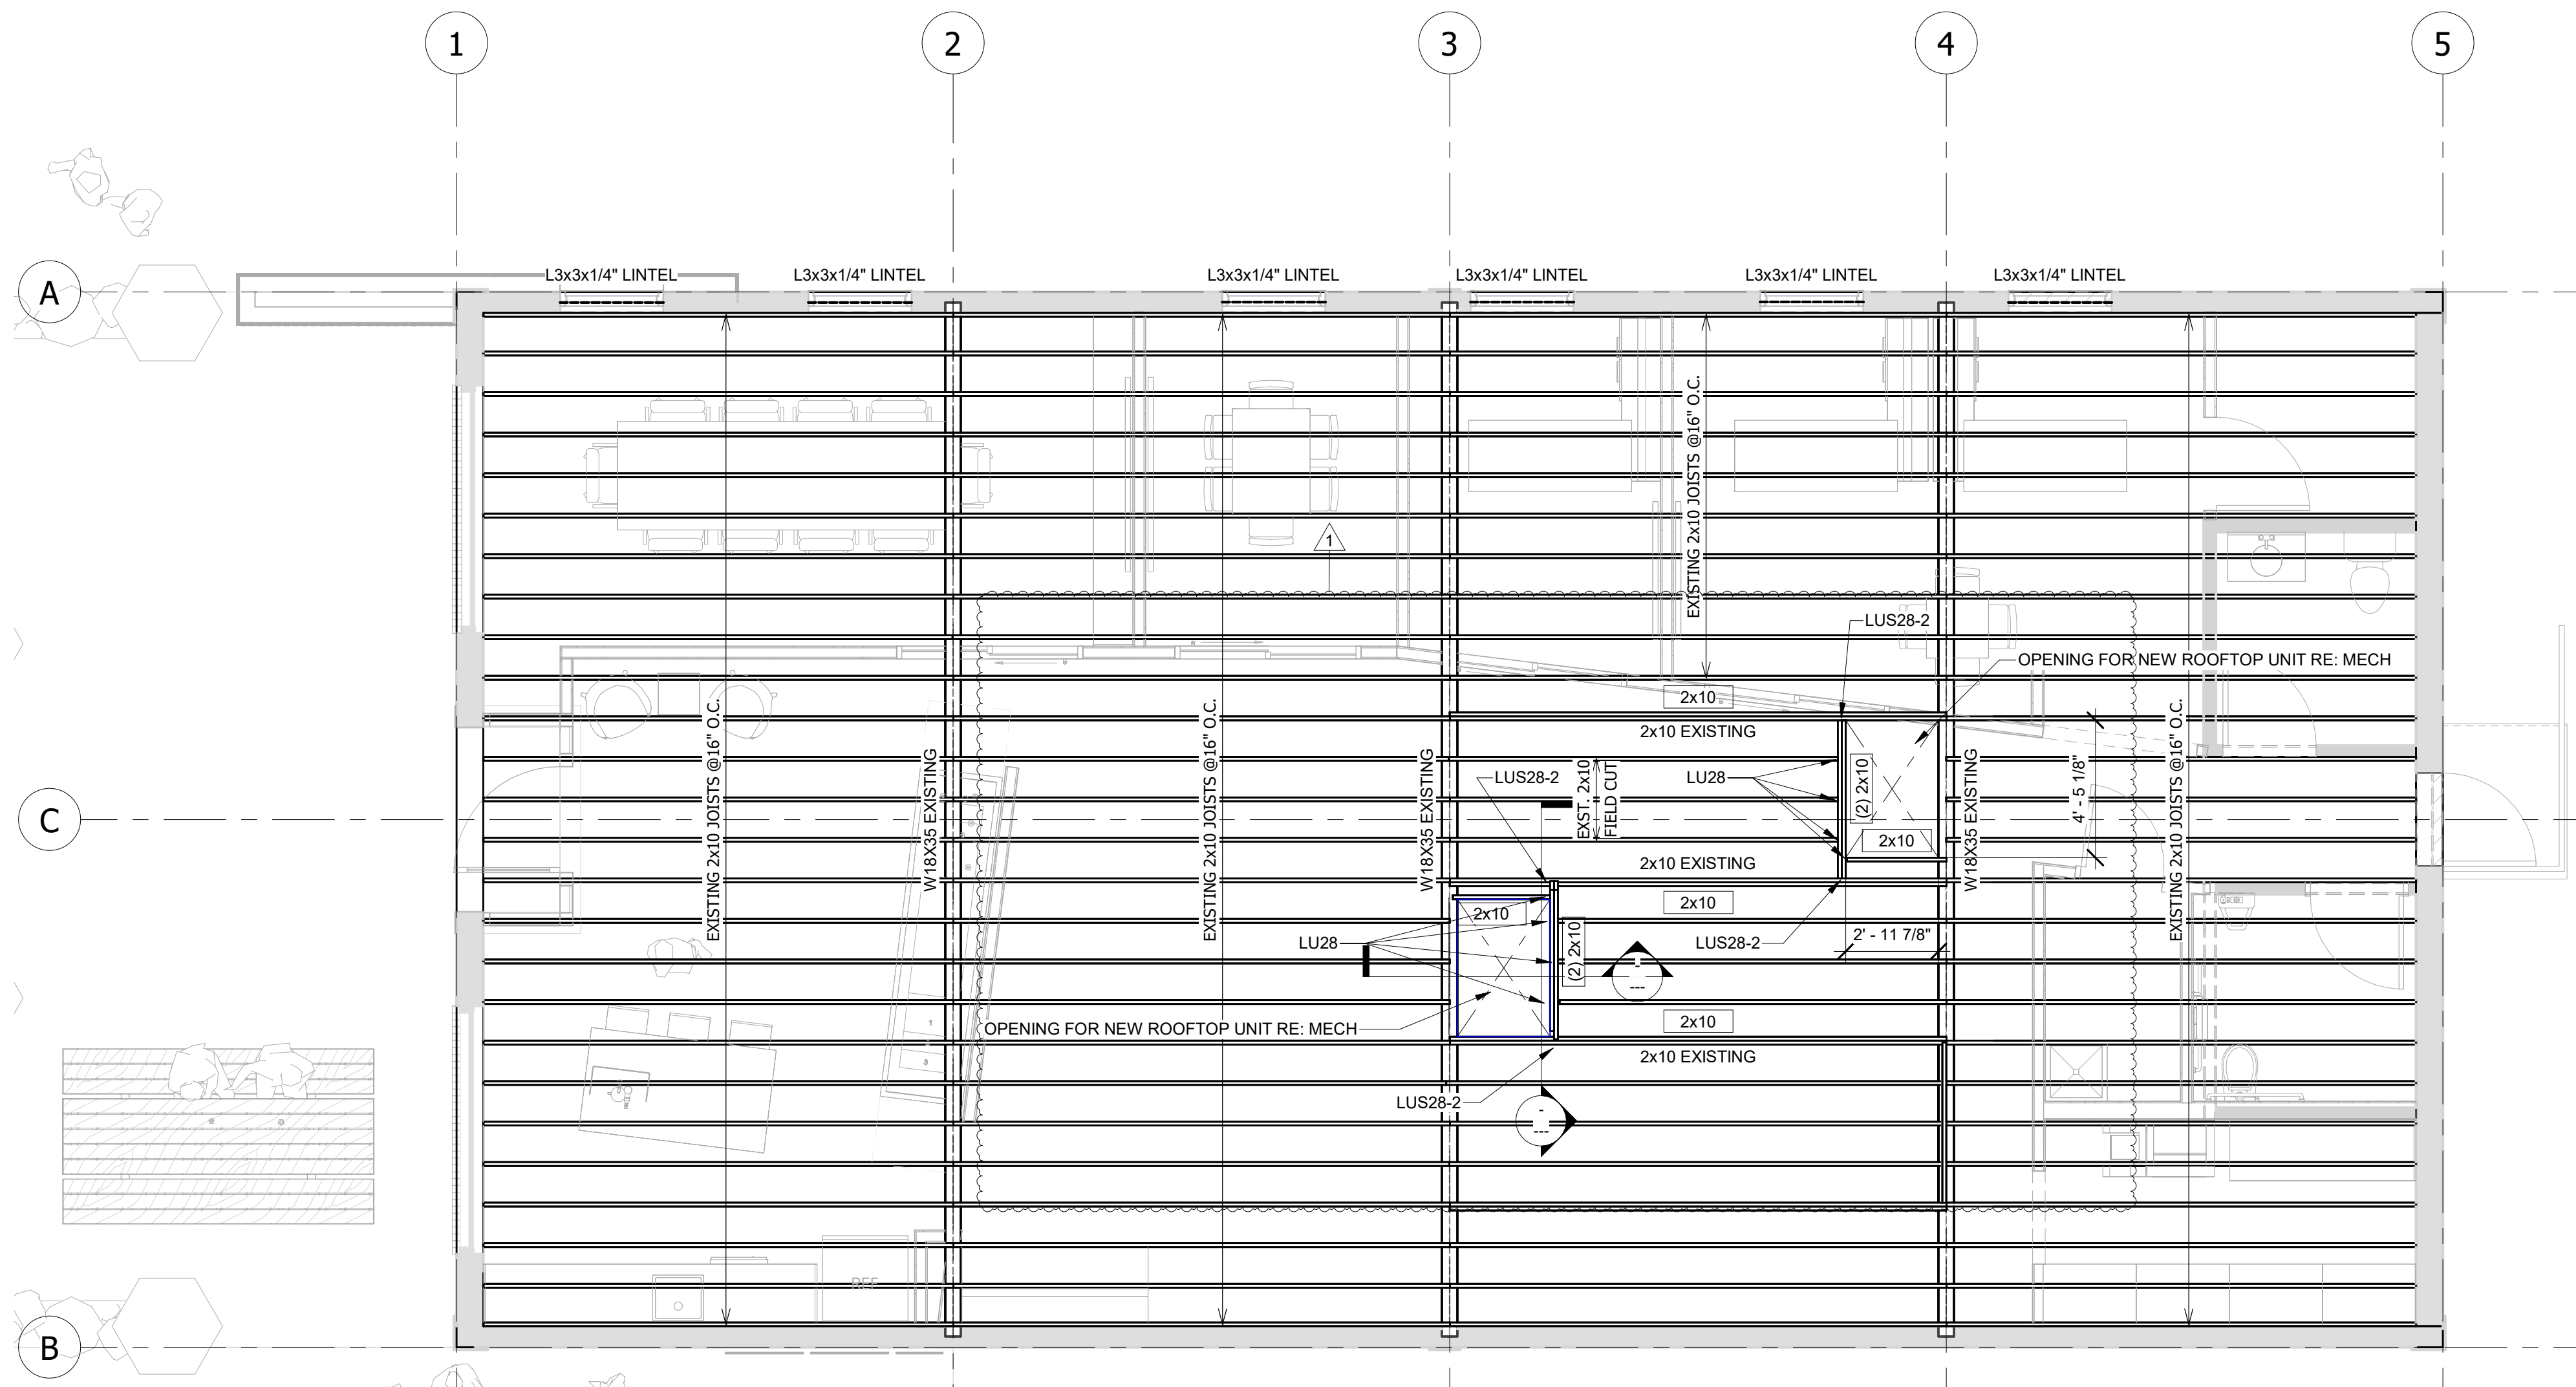 1
2
3
4
5
A
L3x3x1/4" LINTEL
L3x3x1/4" LINTEL
L3x3x1/4" LINTEL
L3x3x1/4" LINTEL
L3x3x1/4" LINTEL
L3x3x1/4" LINTEL
EXISTING 2x10 JOISTS @16" O.C.
1
LUS28-2
OPENING FOR NEW ROOFTOP UNIT RE: MECH
2x10
2x10 EXISTING
EXISTING 2x10 JOISTS @16" O.C.
W18X35 EXISTING
EXISTING 2x10 JOISTS @16" O.C.
W18X35 EXISTING
LUS28-2
EXST. 2x10
FIELD CUT
LU28
(2) 2x10
W18X35 EXISTING
4' - 5 1/8"
EXISTING 2x10 JOISTS @16" O.C.
C
2x10
2x10 EXISTING
2x10
2x10
LU28
(2) 2x10
LUS28-2
2' - 11 7/8"
-
---
OPENING FOR NEW ROOFTOP UNIT RE: MECH
2x10
2x10 EXISTING
1
3
LUS28-2
-
---
REF
B